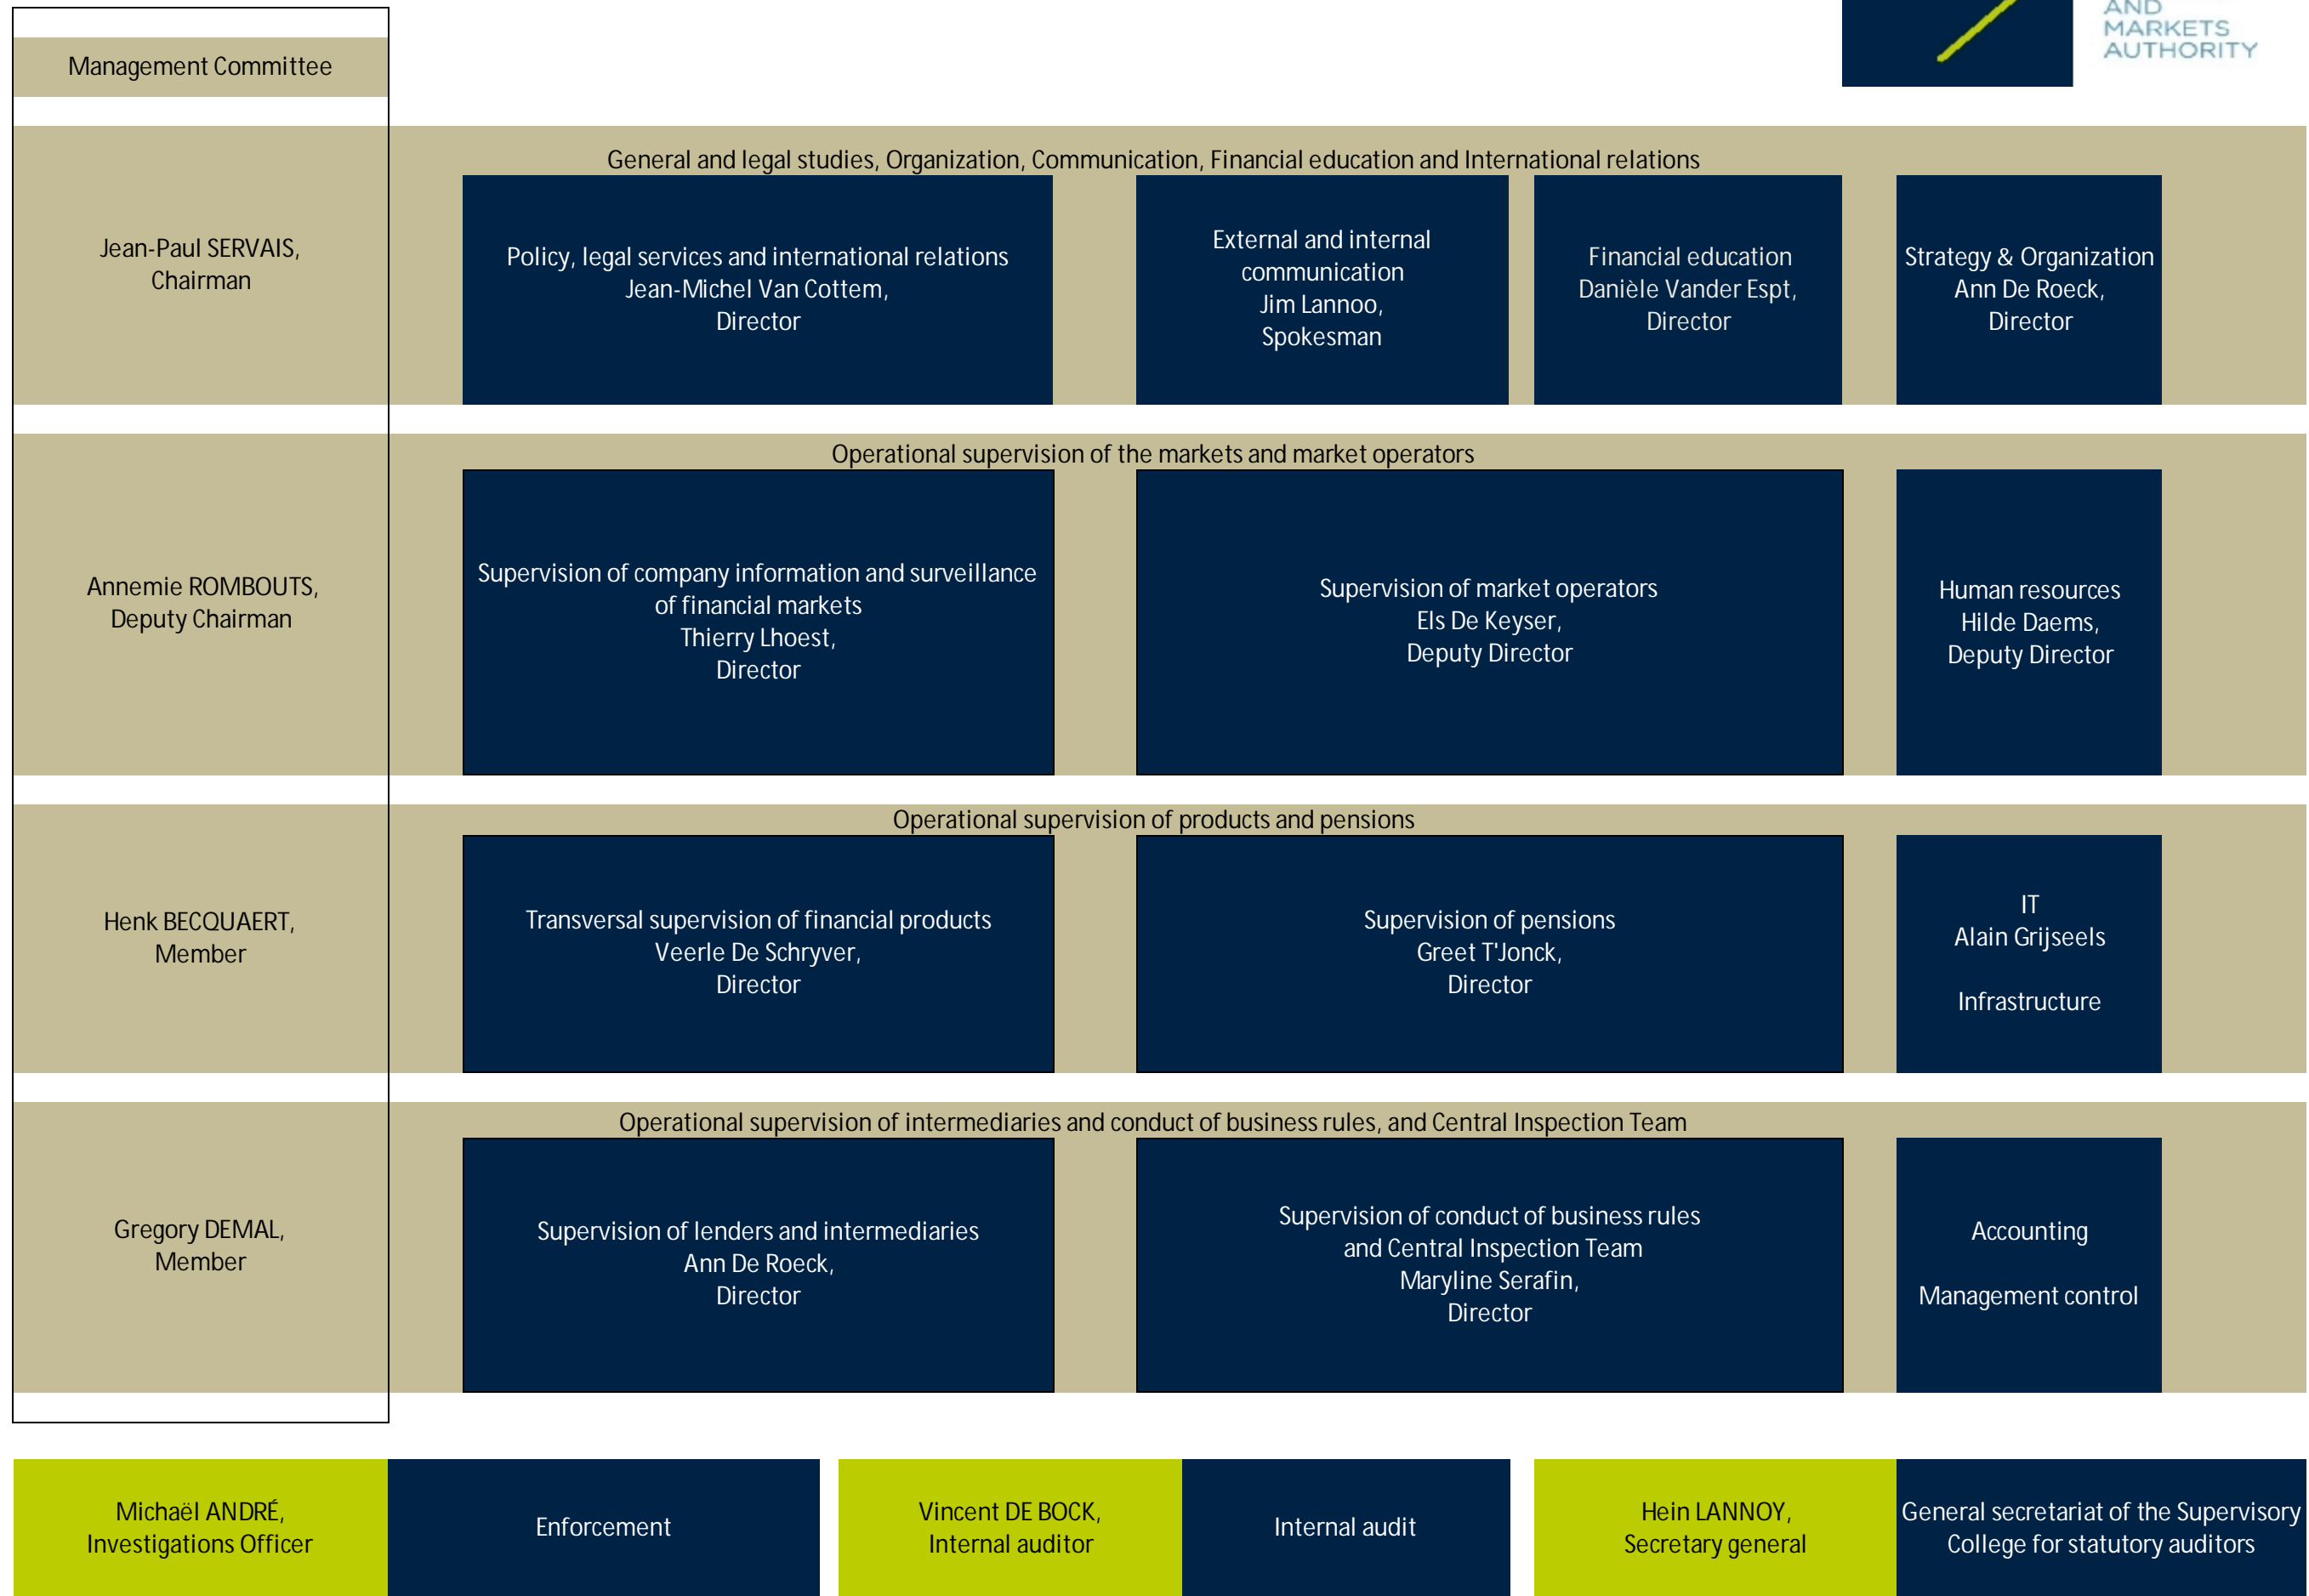 AND
MARKETS
AUTHORITY
Management Committee
General and legal studies, Organization, Communication, Financial education and International relations
Jean-Paul SERVAIS,
Chairman
Policy, legal services and international relations
Jean-Michel Van Cottem,
Director
External and internal
communication
Jim Lannoo,
Spokesman
Financial education
Danièle Vander Espt,
Director
Strategy & Organization
Ann De Roeck,
Director
Operational supervision of the markets and market operators
Annemie ROMBOUTS,
Deputy Chairman
Supervision of company information and surveillance
of financial markets
Thierry Lhoest,
Director
Supervision of market operators
Els De Keyser,
Deputy Director
Human resources
Hilde Daems,
Deputy Director
Operational supervision of products and pensions
Henk BECQUAERT,
Member
Transversal supervision of financial products
Veerle De Schryver,
Director
Supervision of pensions
Greet T'Jonck,
Director
IT
Alain Grijseels
Infrastructure
Operational supervision of intermediaries and conduct of business rules, and Central Inspection Team
Gregory DEMAL,
Member
Supervision of lenders and intermediaries
Ann De Roeck,
Director
Supervision of conduct of business rules
and Central Inspection Team
Maryline Serafin,
Director
Accounting
Management control
Michaël ANDRÉ,
Investigations Officer
Enforcement
Vincent DE BOCK,
Internal auditor
Internal audit
Hein LANNOY,
Secretary general
General secretariat of the Supervisory
College for statutory auditors